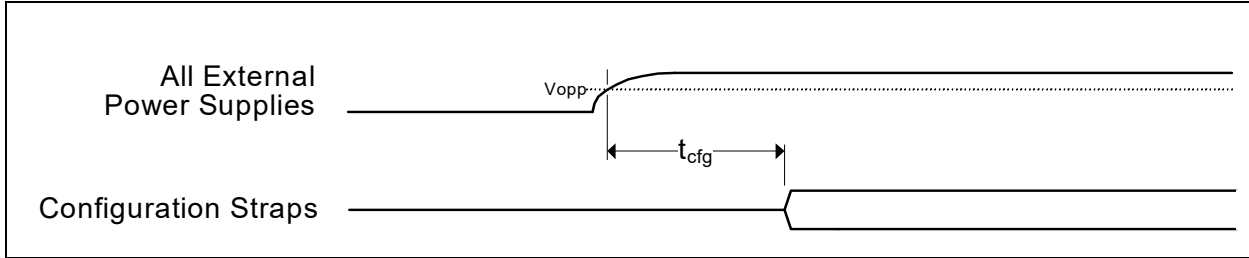 All External
Power Supplies
Vopp
tcfg
Configuration Straps